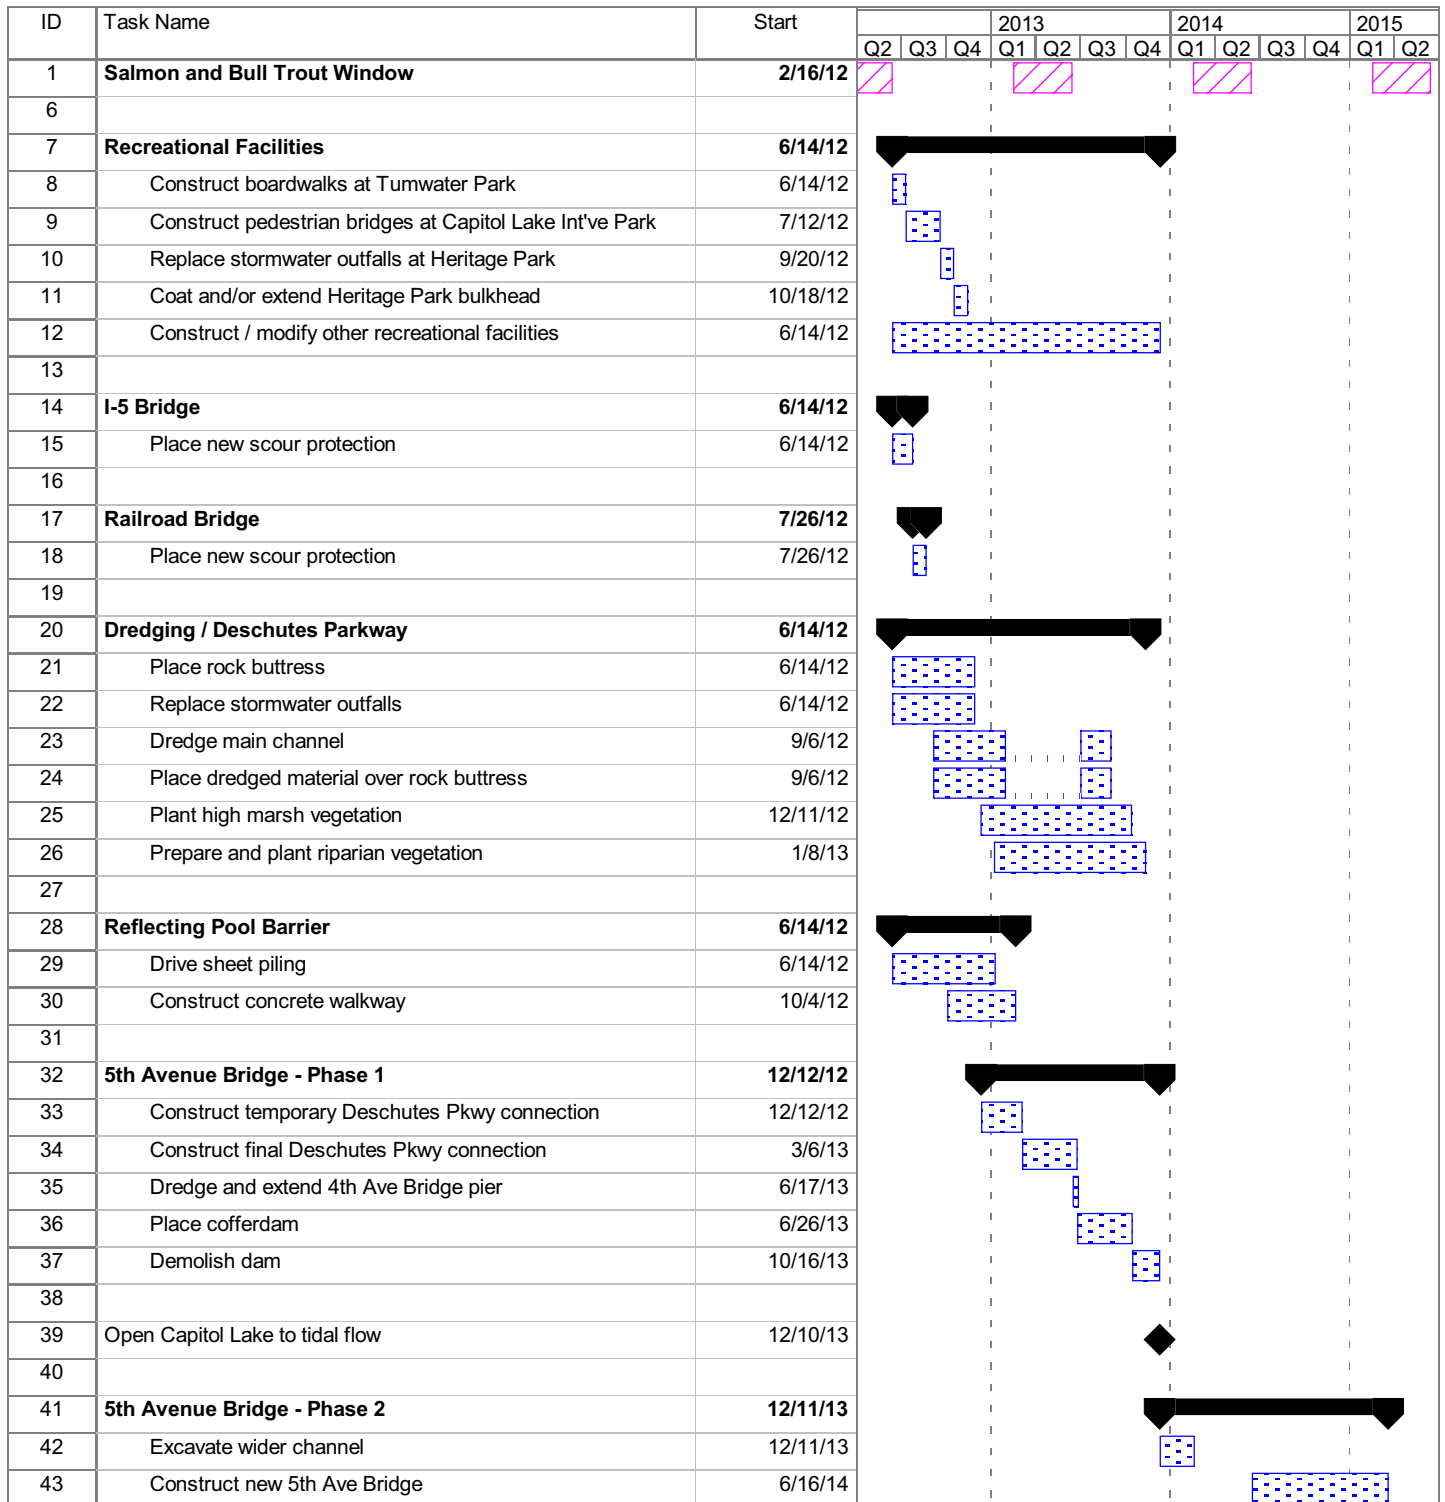 ID Task Name Start 2013 2014 2015
Q2 Q3 Q4 Q1 Q2 Q3 Q4 Q1 Q2 Q3 Q4 Q1 Q2
1 Salmon and Bull Trout Window 2/16/12
6
7 Recreational Facilities 6/14/12
8 Construct boardwalks at Tumwater Park 6/14/12
9 Construct pedestrian bridges at Capitol Lake Int've Park 7/12/12
10 Replace stormwater outfalls at Heritage Park 9/20/12
11 Coat and/or extend Heritage Park bulkhead 10/18/12
12 Construct / modify other recreational facilities 6/14/12
13
14 I-5 Bridge 6/14/12
15 Place new scour protection 6/14/12
16
17 Railroad Bridge 7/26/12
18 Place new scour protection 7/26/12
19
20 Dredging / Deschutes Parkway 6/14/12
21 Place rock buttress 6/14/12
22 Replace stormwater outfalls 6/14/12
23 Dredge main channel 9/6/12
24 Place dredged material over rock buttress 9/6/12
25 Plant high marsh vegetation 12/11/12
26 Prepare and plant riparian vegetation 1/8/13
27
28 Reflecting Pool Barrier 6/14/12
29 Drive sheet piling 6/14/12
30 Construct concrete walkway 10/4/12
31
32 5th Avenue Bridge - Phase 1 12/12/12
33 Construct temporary Deschutes Pkwy connection 12/12/12
34 Construct final Deschutes Pkwy connection 3/6/13
35 Dredge and extend 4th Ave Bridge pier 6/17/13
36 Place cofferdam 6/26/13
37 Demolish dam 10/16/13
38
39 Open Capitol Lake to tidal flow 12/10/13
40
41 5th Avenue Bridge - Phase 2 12/11/13
42 Excavate wider channel 12/11/13
43 Construct new 5th Ave Bridge 6/16/14